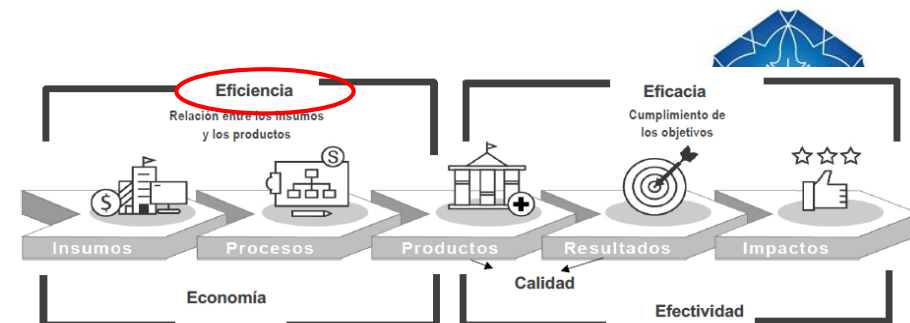 Eficiencia
Relación entre los insumos
y los productos
Eficacia
Cumplimiento de
los objetivos
$
S
Insumos
Procesos
Productos
Resultados
Impactos
Calidad
Economía
Efectividad